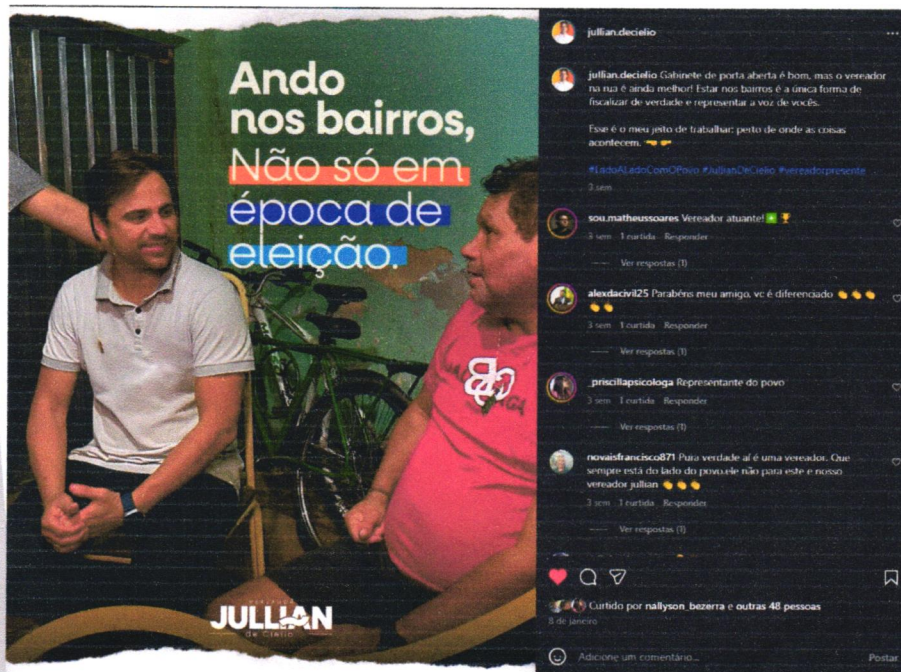 Ando
nos bairros,
Não só em
época de
eleição.
JULLIAN
de Cielio
jullian.decielio
jullian.decielio Gabinete de porta aberta é bom, mas o vereador
na rua é ainda melhor! Estar nos bairros é a única forma de
fiscalizar de verdade e representar a voz de vocês.
Esse é o meu jeito de trabalhar: perto de onde as coisas
acontecem.
#LadoALadoComOPovo #JullianDeCielio #vereadorpresente
3 sem
sou.matheussoares Vereador atuante!
3 sem 1 curtida Responder
Ver respostas (1)
alexdacivil25 Parabéns meu amigo, vc é diferenciado
3 sem 1 curtida Responder
Ver respostas (1)
_priscillapsicologa Representante do povo
3 sem 1 curtida Responder
Ver respostas (1)
novaisfrancisco871 Pura verdade aí é uma vereador. Que
sempre está do lado do povo.ele não para este e nosso
vereador jullian
3 sem 1 curtida Responder
Ver respostas (1)
Curtido por nallyson_bezerra e outras 48 pessoas
8 de janeiro
Adicione um comentário...
Postar